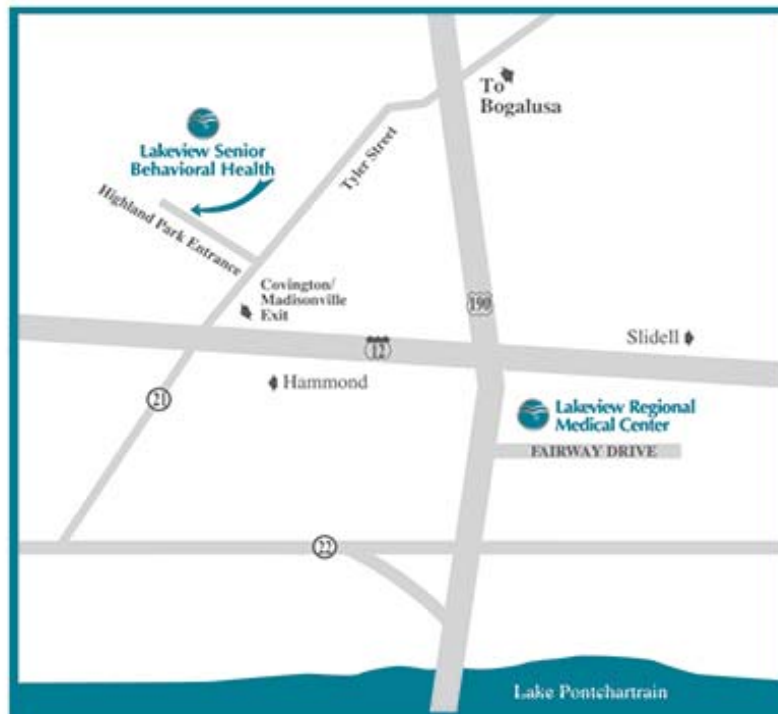 To
Bogalusa
Lakeview Senior
Behavioral Health
Tyler Street
Highland Park Entrance
Covington/
Madisonville
Exit
190
12
Slidell
Hammond
21
Lakeview Regional
Medical Center
FAIRWAY DRIVE
22
Lake Pontchartrain